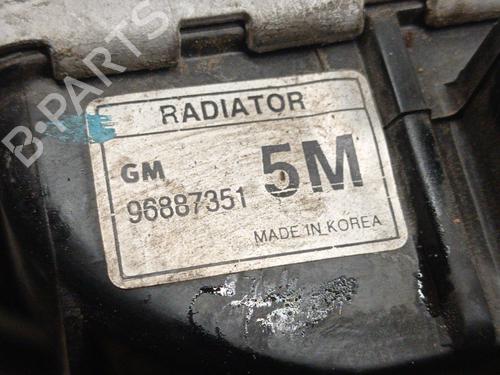 B-PARTS
RADIATOR
GM 5M
96887351
MADE IN KOREA